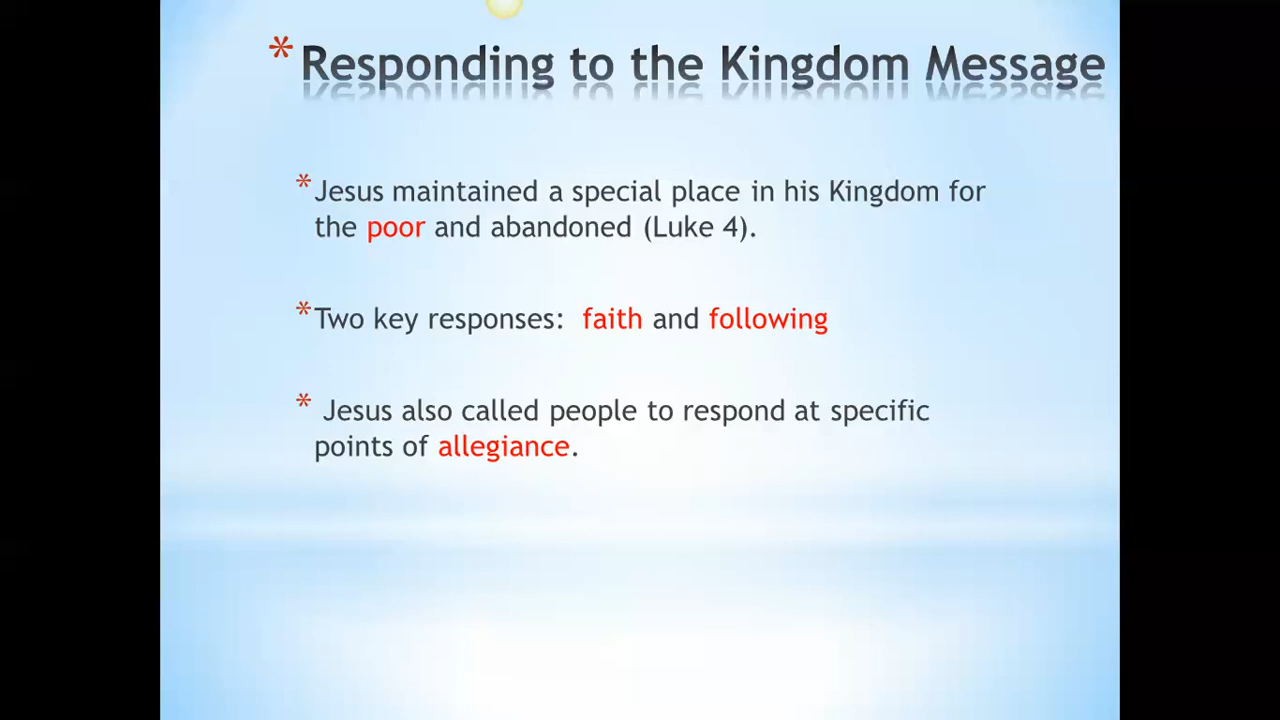 * Responding to the Kingdom Message
* Jesus maintained a special place in his Kingdom for
the poor and abandoned (Luke 4).
* Two key responses:  faith and following
* Jesus also called people to respond at specific
points of allegiance.